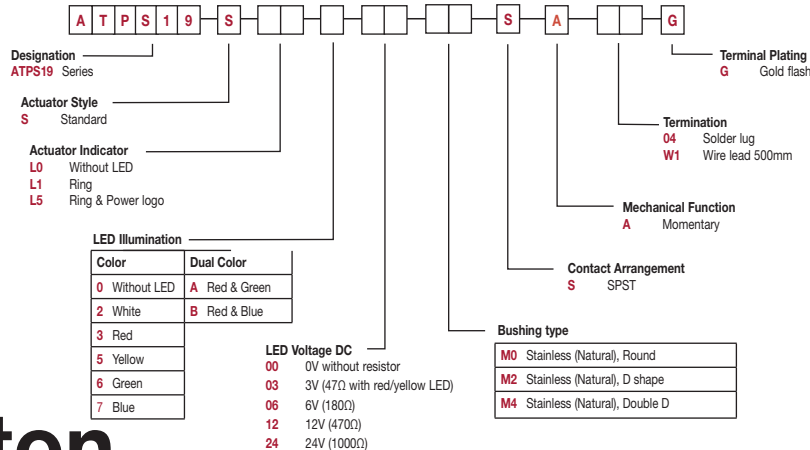 A T P S 1 9 S S A G
Designation
ATPS19 Series
Actuator Style
S Standard
Actuator Indicator
L0 Without LED
L1 Ring
L5 Ring & Power logo
LED Illumination
Color Dual Color
0 Without LED A Red & Green
2 White B Red & Blue
3 Red
5 Yellow
6 Green
7 Blue
LED Voltage DC
00 0V without resistor
03 3V (47Ω with red/yellow LED)
06 6V (180Ω)
12 12V (470Ω)
24 24V (1000Ω)
Bushing type
M0 Stainless (Natural), Round
M2 Stainless (Natural), D shape
M4 Stainless (Natural), Double D
Contact Arrangement
S SPST
Mechanical Function
A Momentary
Termination
04 Solder lug
W1 Wire lead 500mm
Terminal Plating
G Gold flash